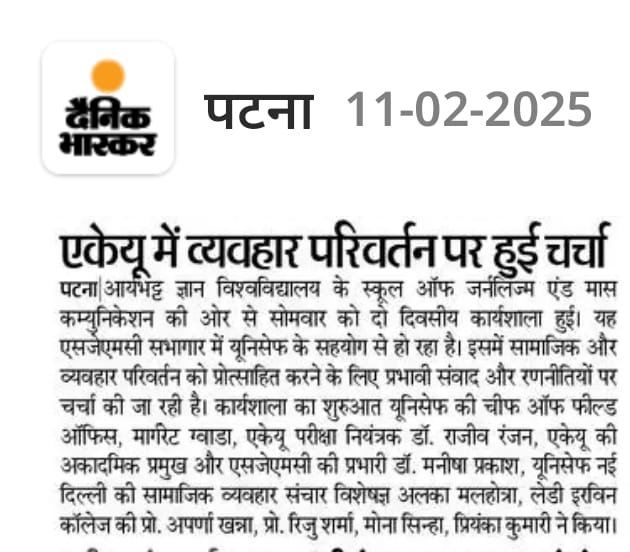 दैनिक
भास्कर
पटना 11-02-2025
एकेयू में व्यवहार परिवर्तन पर हुई चर्चा
पटना|आर्यभट्ट ज्ञान विश्वविद्यालय के स्कूल ऑफ जर्नलिज्म एंड मास
कम्युनिकेशन की ओर से सोमवार को दो दिवसीय कार्यशाला हुई। यह
एसजेएमसी सभागार में यूनिसेफ के सहयोग से हो रहा है। इसमें सामाजिक और
व्यवहार परिवर्तन को प्रोत्साहित करने के लिए प्रभावी संवाद और रणनीतियों पर
चर्चा की जा रही है। कार्यशाला का शुरुआत यूनिसेफ की चीफ ऑफ फील्ड
ऑफिस, मार्गरेट ग्वाडा, एकेयू परीक्षा नियंत्रक डॉ. राजीव रंजन, एकेयू की
अकादमिक प्रमुख और एसजेएमसी की प्रभारी डॉ. मनीषा प्रकाश, यूनिसेफ नई
दिल्ली की सामाजिक व्यवहार संचार विशेषज्ञ अलका मलहोत्रा, लेडी इरविन
कॉलेज की प्रो. अपर्णा खन्ना, प्रो. रिजु शर्मा, मोना सिन्हा, प्रियंका कुमारी ने किया।